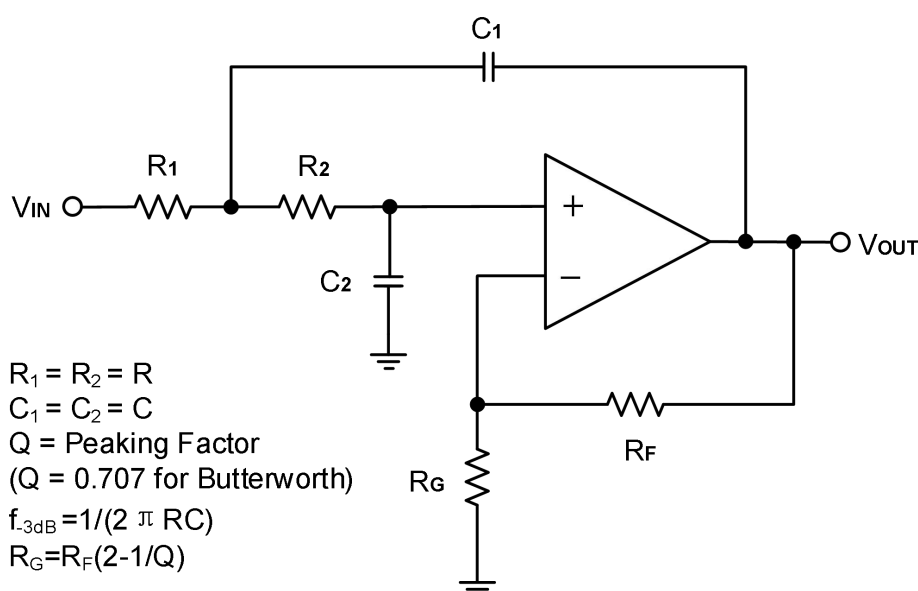 C1
R1
R2
VIN
+
VOUT
−
C2
R1 = R2 = R
C1 = C2 = C
Q = Peaking Factor
(Q = 0.707 for Butterworth)
f-3dB =1/(2 π RC)
RG=RF(2-1/Q)
RG
RF